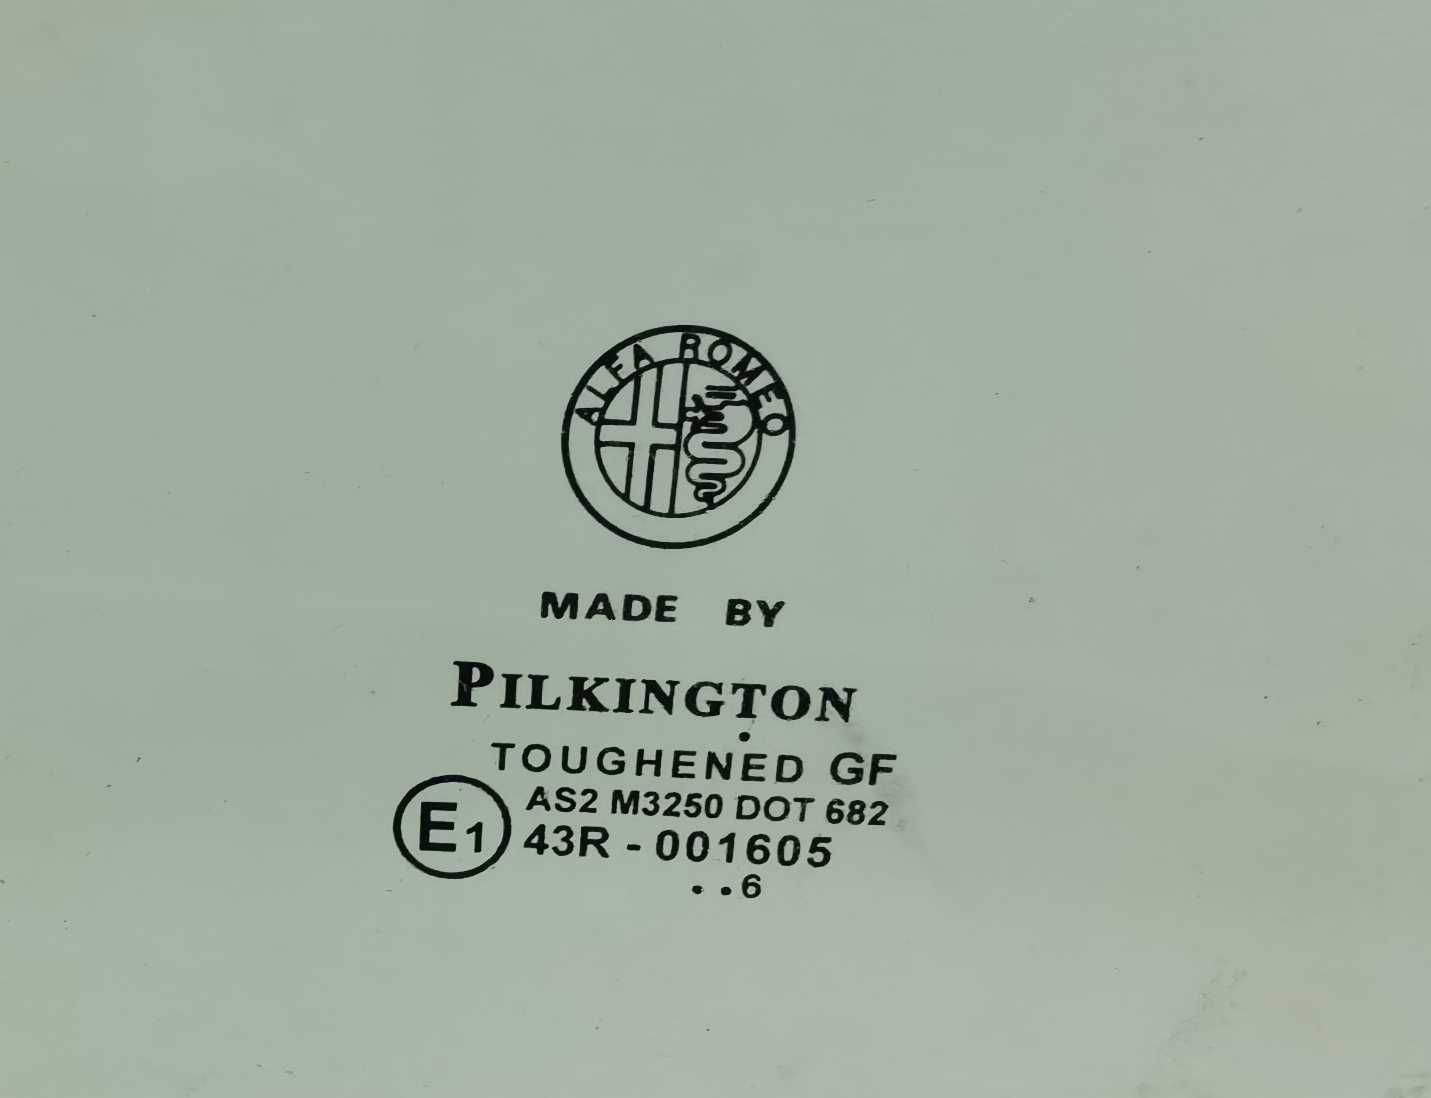 ALFA ROMEO
MADE BY
PILKINGTON
TOUGHENED GF
AS2 M3250 DOT 682
E1 43R - 001605
..6